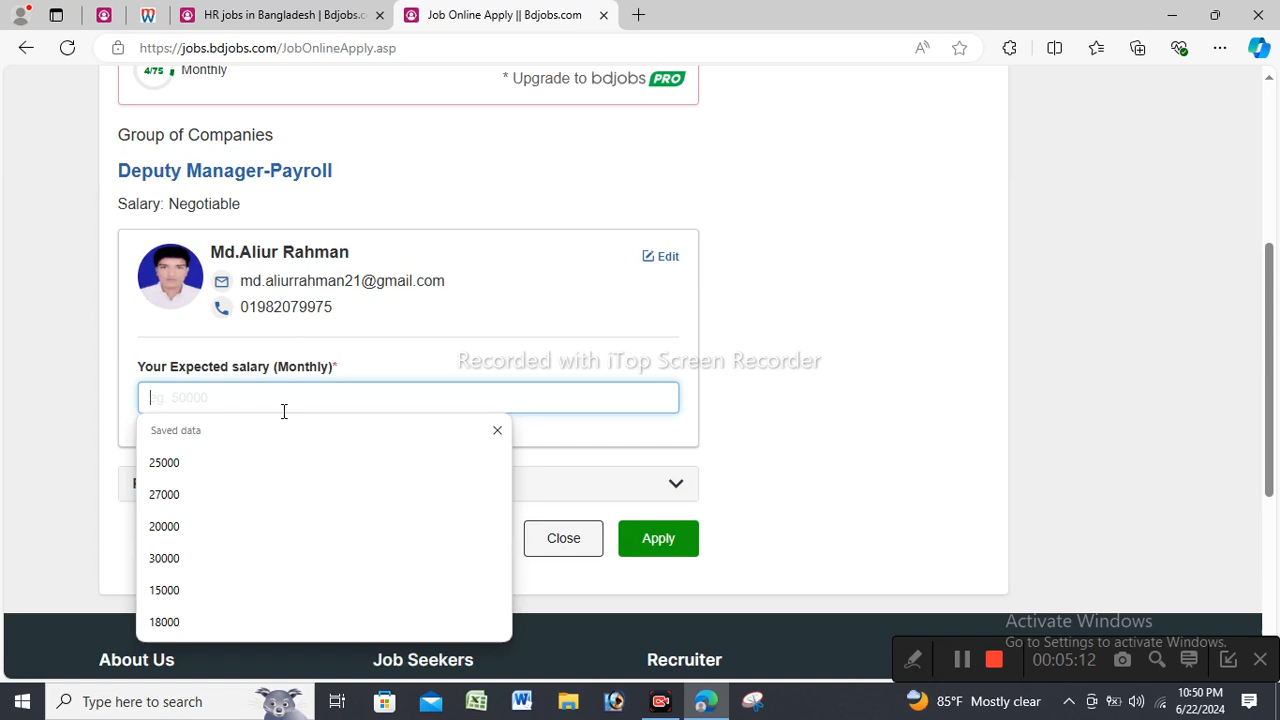 HR jobs in Bangladesh | Bdjobs.c
Job Online Apply || Bdjobs.com
https://jobs.bdjobs.com/JobOnlineApply.asp
4/75 Monthly
* Upgrade to bdjobs PRO
Group of Companies
Deputy Manager-Payroll
Salary: Negotiable
Md.Aliur Rahman
Edit
md.aliurrahman21@gmail.com
01982079975
Your Expected salary (Monthly)*
Recorded with iTop Screen Recorder
eg. 50000
Saved data
25000
27000
20000
30000
15000
18000
Close
Apply
Activate Windows
Go to Settings to activate Windows.
About Us
Job Seekers
Recruiter
00:05:12
Type here to search
85°F Mostly clear
10:50 PM
6/22/2024